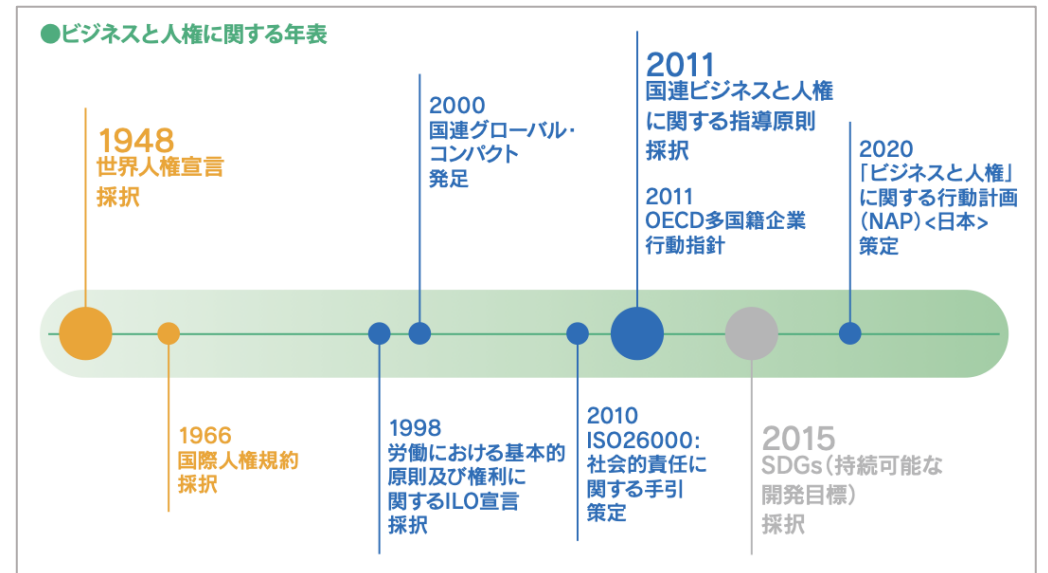 ●ビジネスと人権に関する年表
1948
世界人権宣言
採択
1966
国際人権規約
採択
1998
労働における基本的
原則及び権利に
関するILO宣言
採択
2000
国連グローバル・
コンパクト
発足
2010
ISO26000:
社会的責任に
関する手引
策定
2011
国連ビジネスと人権
に関する指導原則
採択
2011
OECD多国籍企業
行動指針
2015
SDGs(持続可能な
開発目標)
採択
2020
「ビジネスと人権」
に関する行動計画
(NAP)<日本>
策定